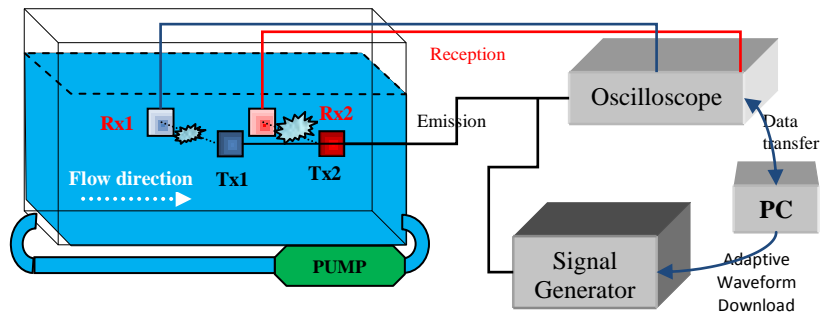 Reception
Oscilloscope
Rx1
Rx2
Emission
Data
transfer
Tx1
Tx2
Flow direction
PC
PUMP
Signal
Generator
Adaptive
Waveform
Download